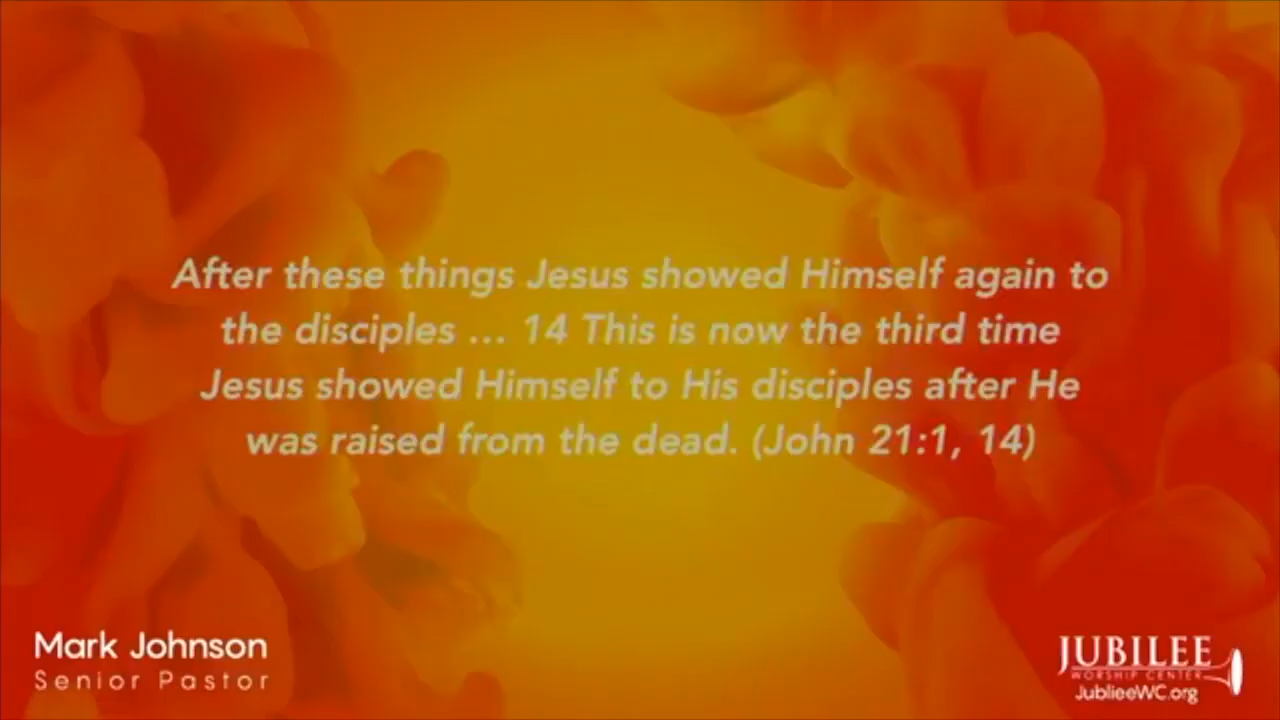 After these things Jesus showed Himself again to
the disciples ... 14 This is now the third time
Jesus showed Himself to His disciples after He
was raised from the dead. (John 21:1, 14)
Mark Johnson
Senior Pastor
JUBILEE
WORSHIP CENTER
JublieeWC.org